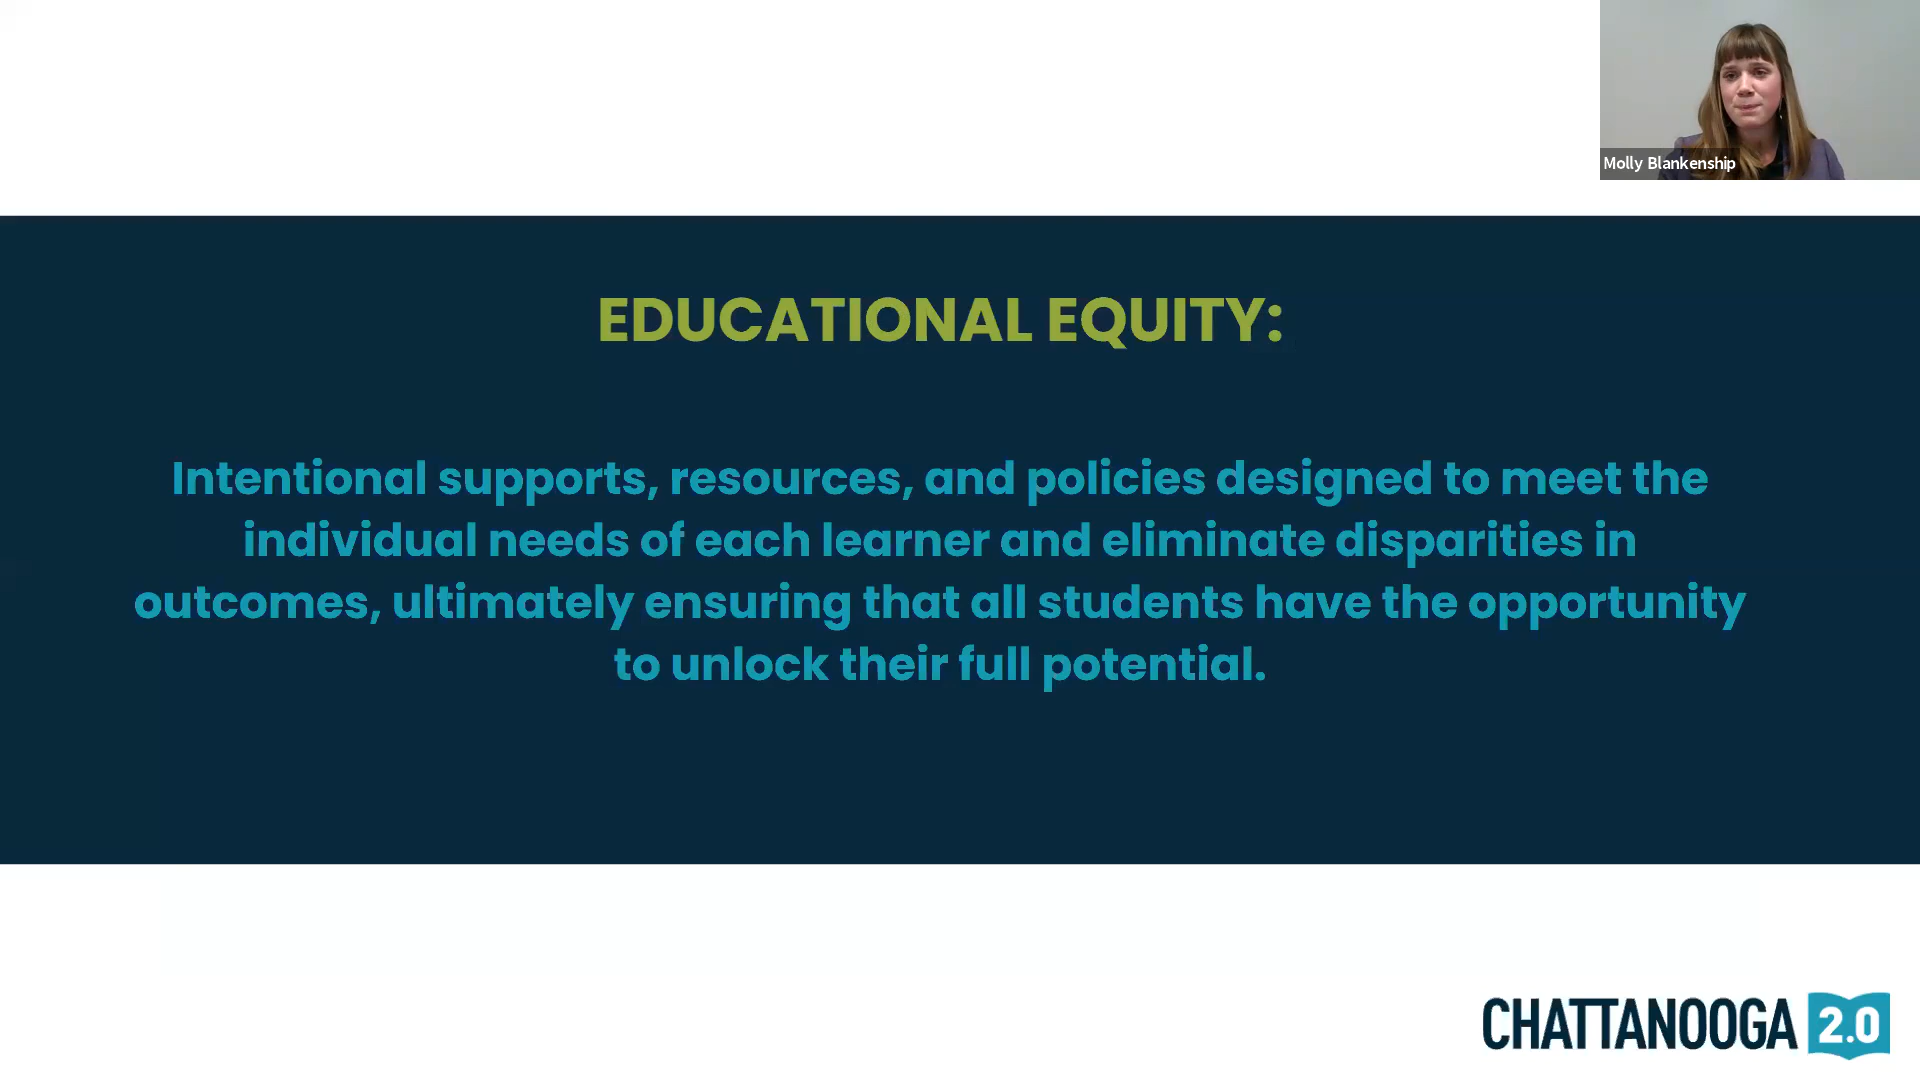 Molly Blankenship
EDUCATIONAL EQUITY:
Intentional supports, resources, and policies designed to meet the
individual needs of each learner and eliminate disparities in
outcomes, ultimately ensuring that all students have the opportunity
to unlock their full potential.
CHATTANOOGA 2.0